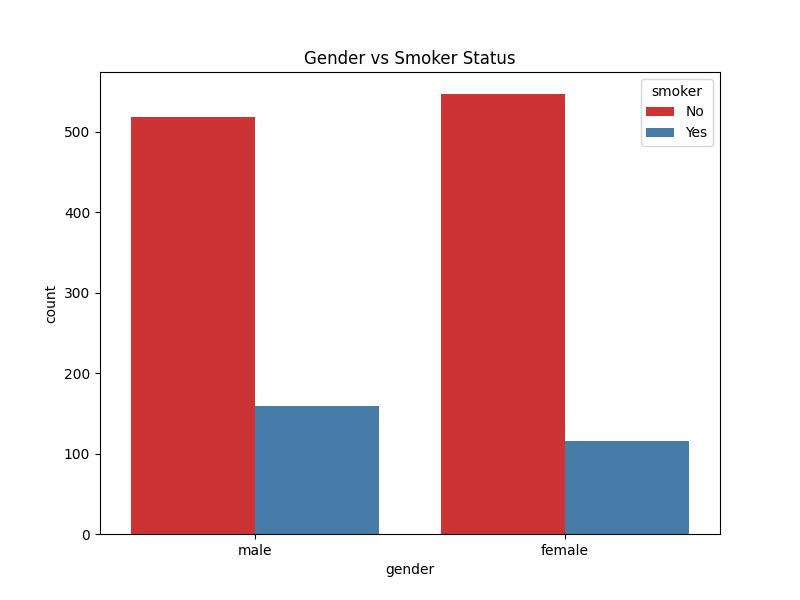 Gender vs Smoker Status
smoker
No
Yes
500
400
300
200
100
0
count
male
female
gender